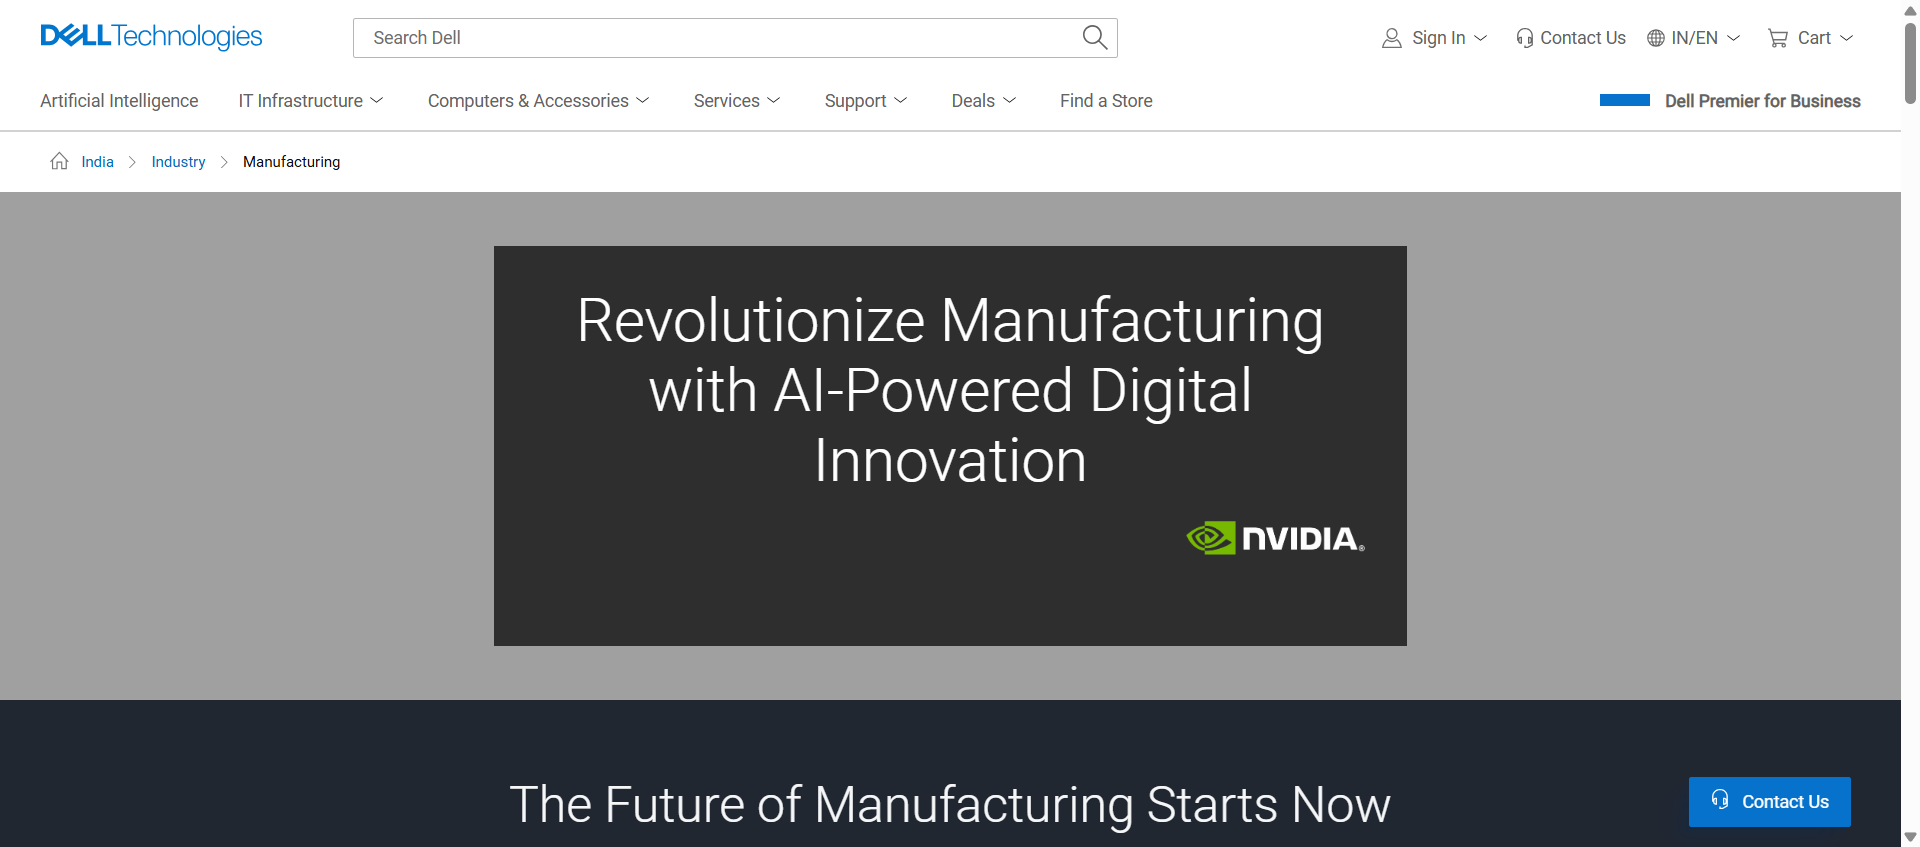 DELLTechnologies
Search Dell
Sign In
Contact Us
IN/EN
Cart
Artificial Intelligence
IT Infrastructure
Computers & Accessories
Services
Support
Deals
Find a Store
Dell Premier for Business
India
Industry
Manufacturing
Revolutionize Manufacturing
with AI-Powered Digital
Innovation
NVIDIA®
The Future of Manufacturing Starts Now
Contact Us